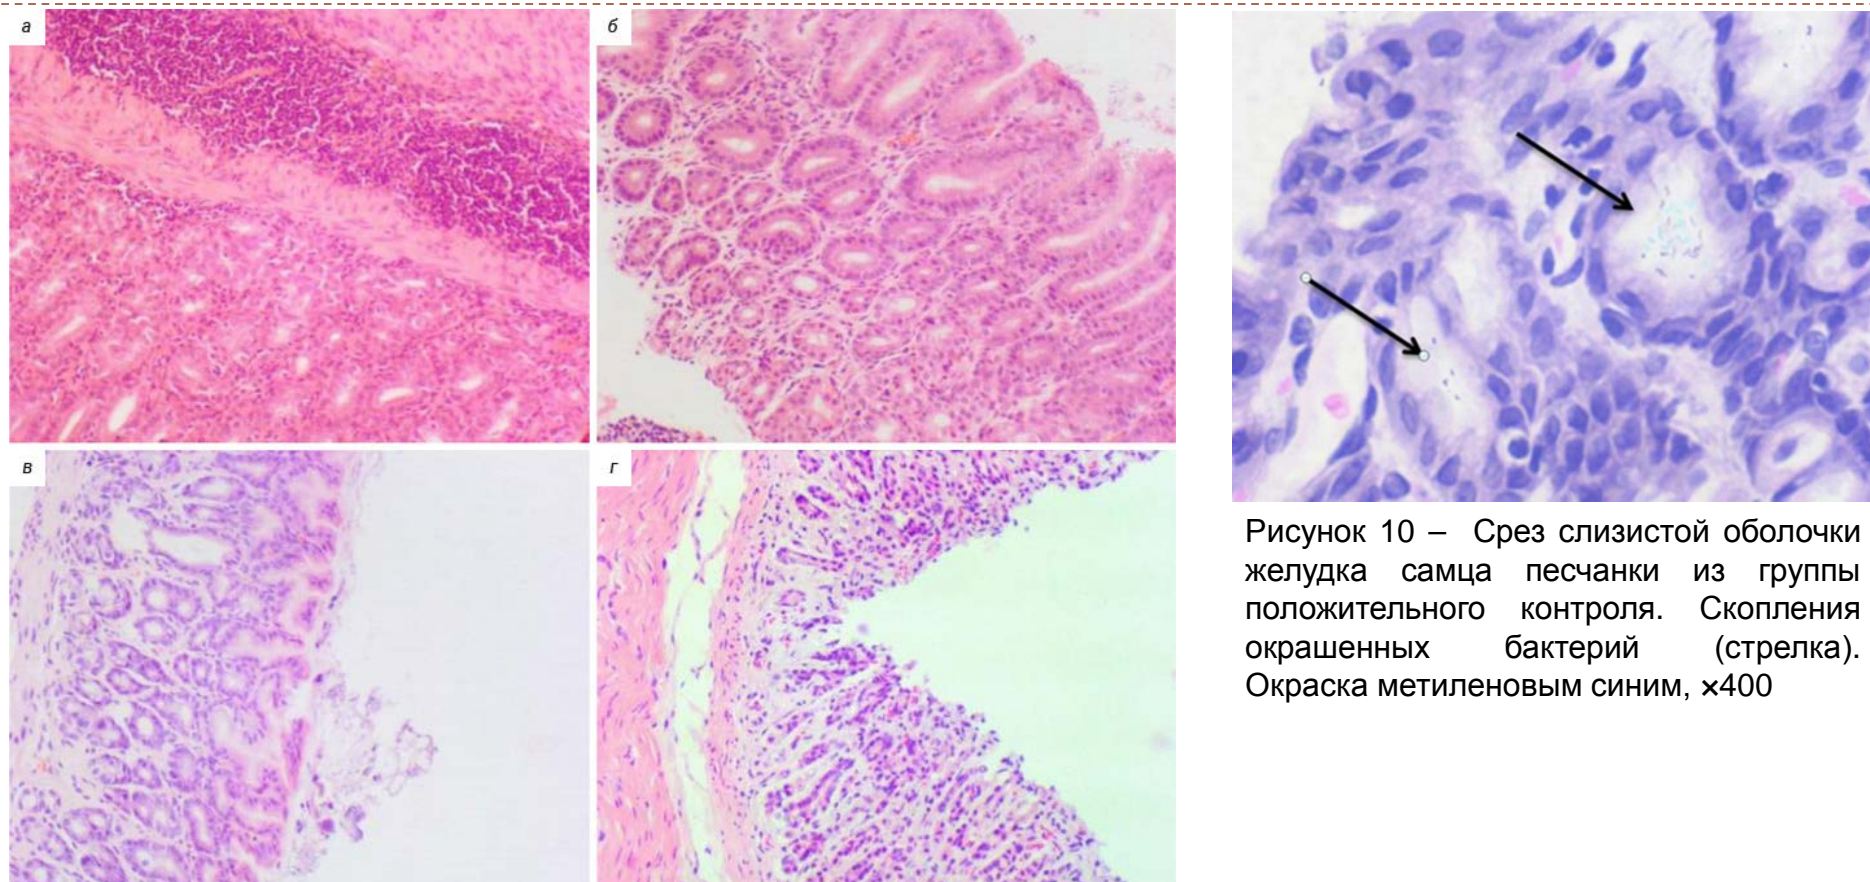 а
б
в
г
Рисунок 10 – Срез слизистой оболочки
желудка самца песчанки из группы
положительного контроля. Скопления
окрашенных бактерий (стрелка).
Окраска метиленовым синим, ×400